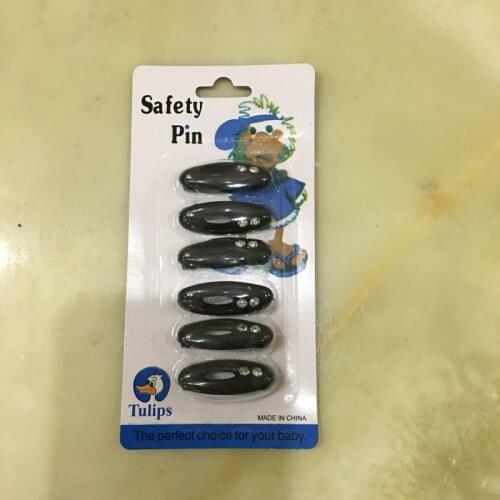 Safety
Pin
Tulips
MADE IN CHINA
The perfect choice for your baby.